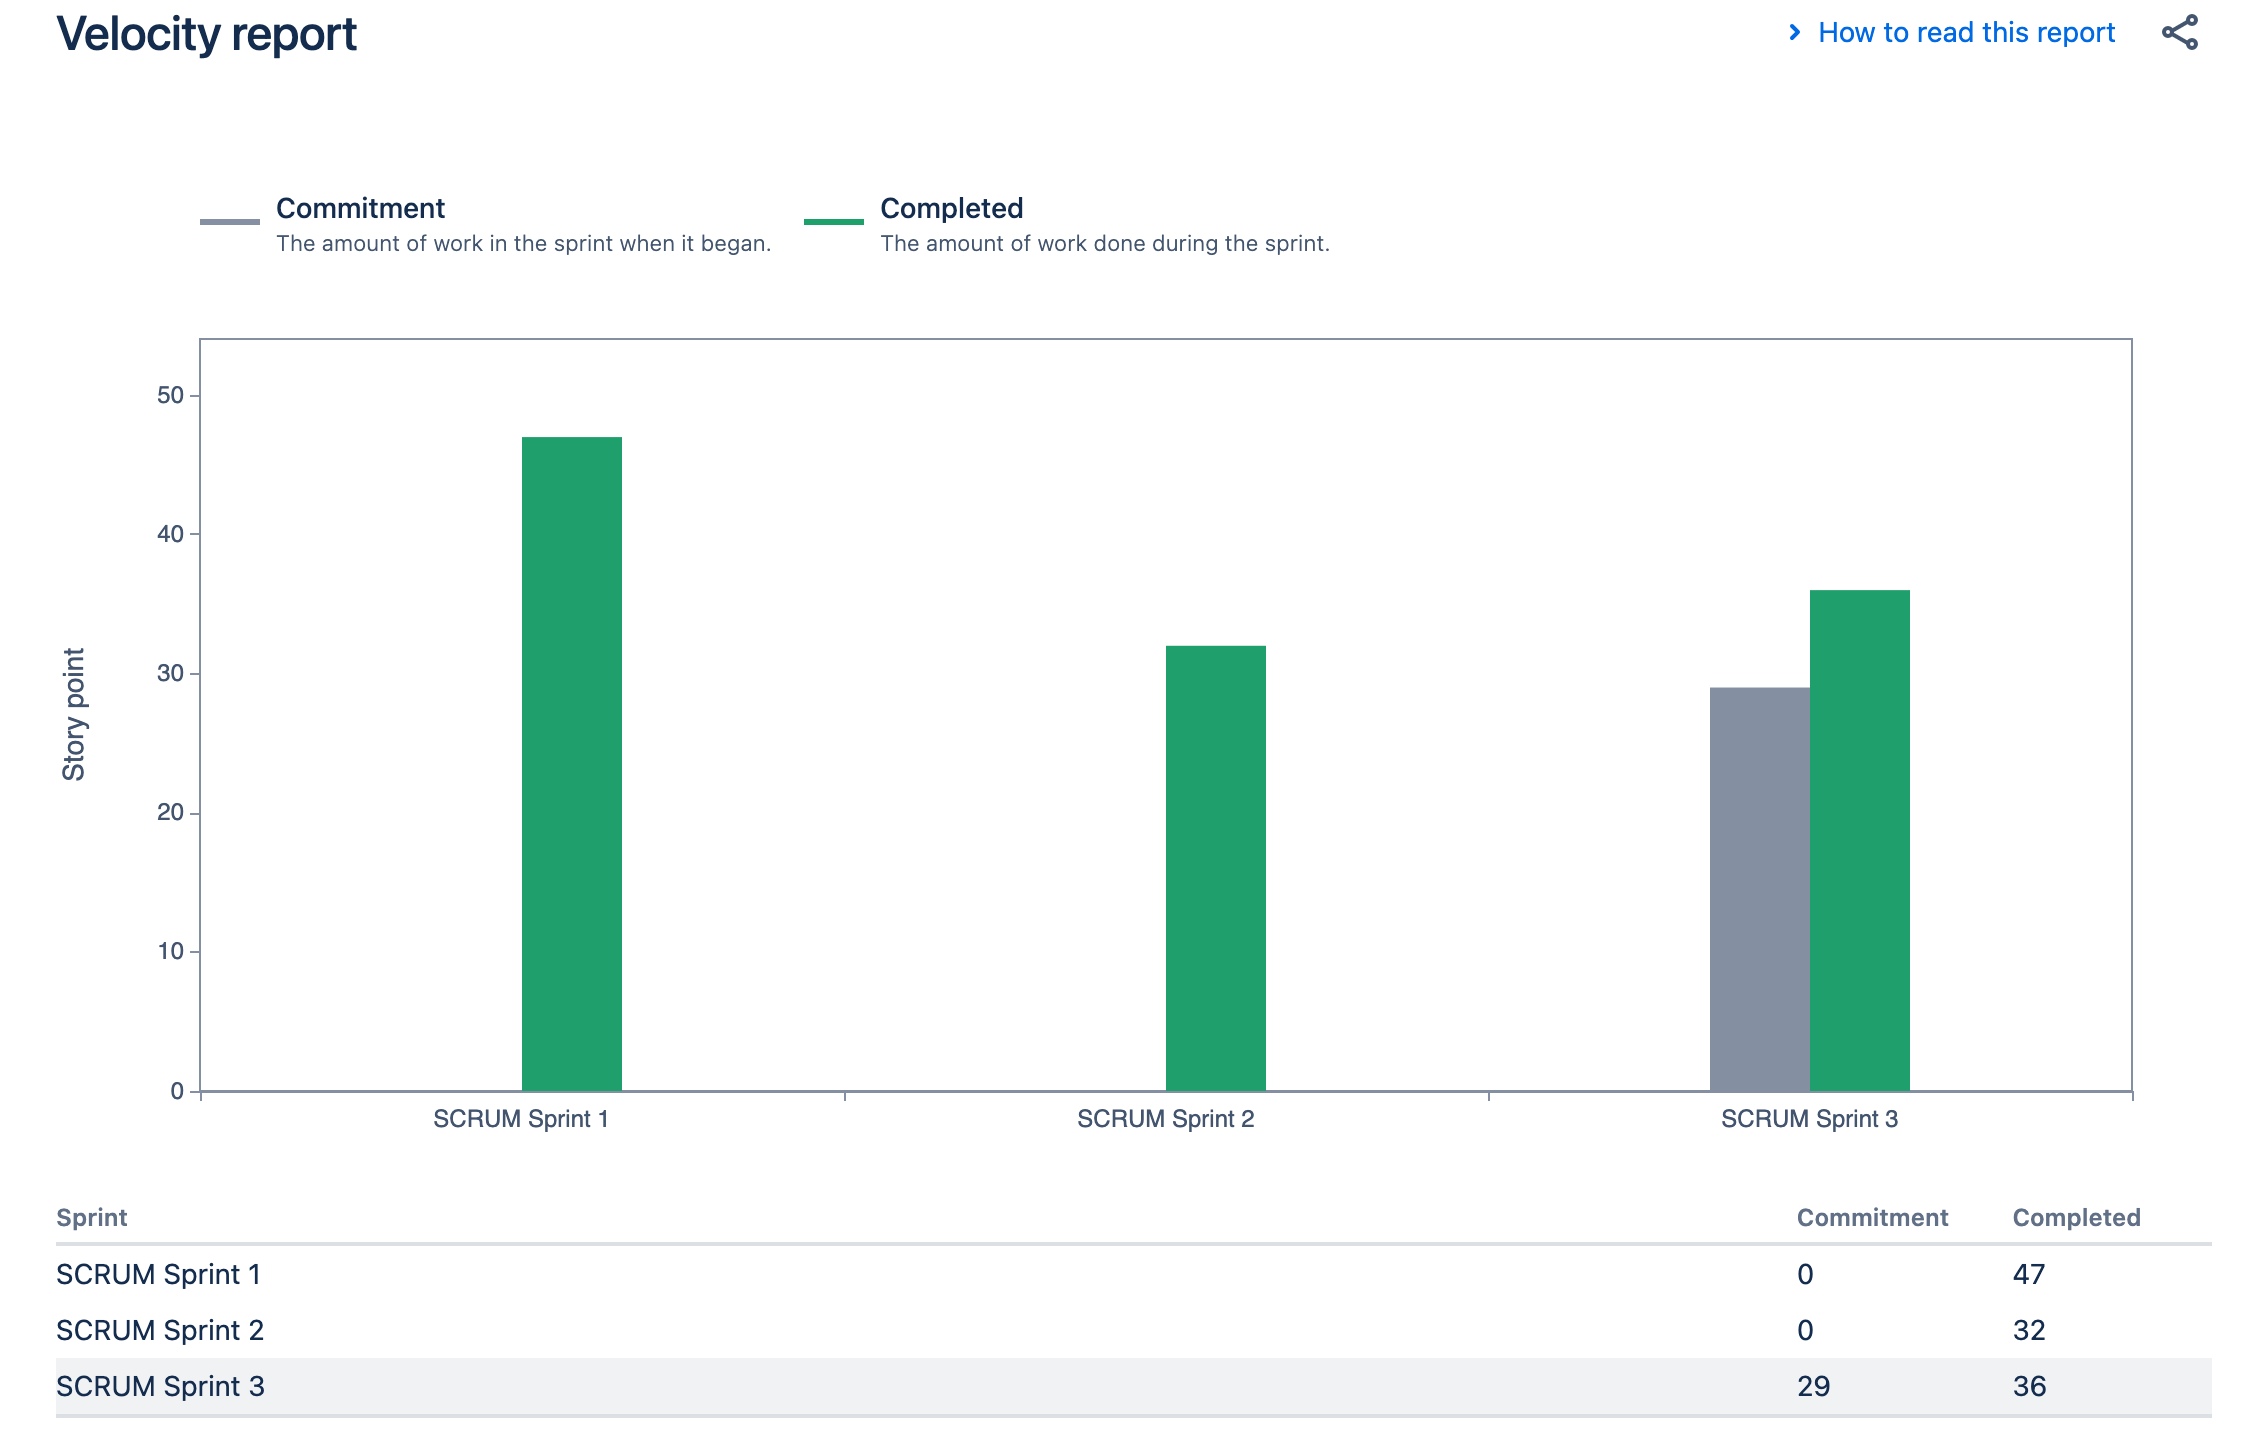 Velocity report
How to read this report
Commitment
The amount of work in the sprint when it began.
Completed
The amount of work done during the sprint.
Story point
50
40
30
20
10
0
SCRUM Sprint 1
SCRUM Sprint 2
SCRUM Sprint 3
Sprint Commitment Completed
SCRUM Sprint 1 0 47
SCRUM Sprint 2 0 32
SCRUM Sprint 3 29 36